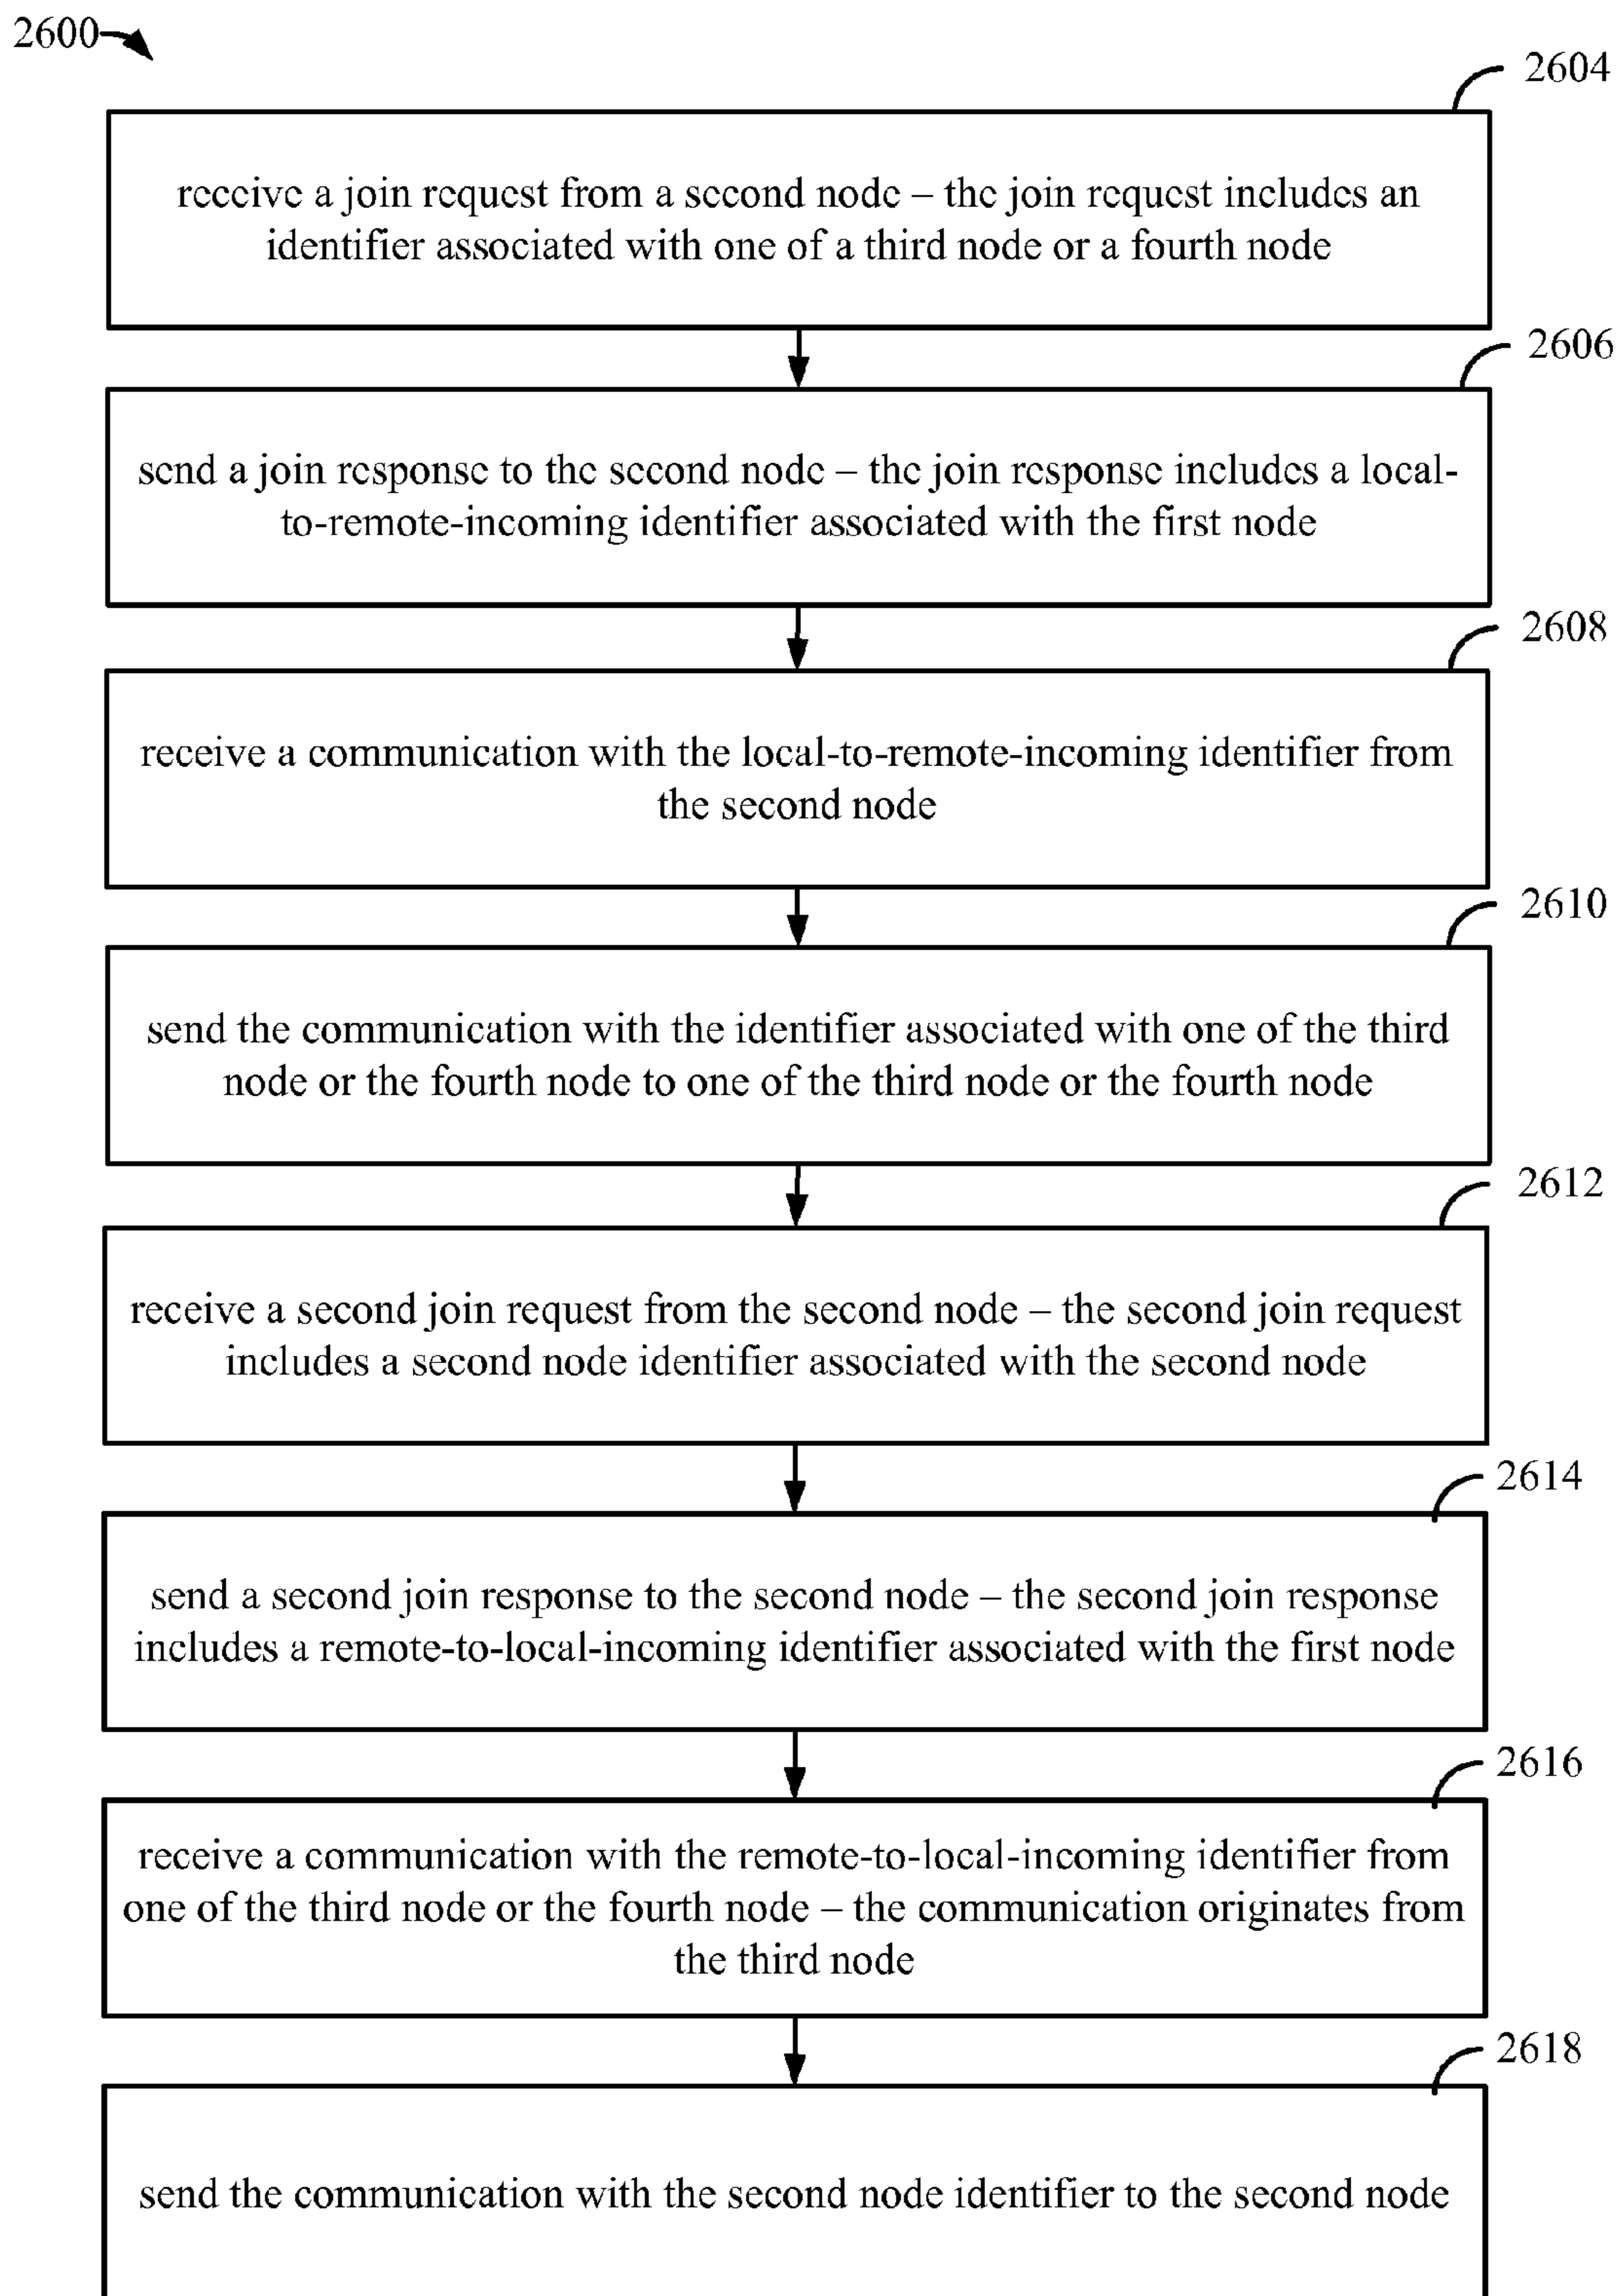 2600
2604
receive a join request from a second node – the join request includes an
identifier associated with one of a third node or a fourth node
2606
send a join response to the second node – the join response includes a local-
to-remote-incoming identifier associated with the first node
2608
receive a communication with the local-to-remote-incoming identifier from
the second node
2610
send the communication with the identifier associated with one of the third
node or the fourth node to one of the third node or the fourth node
2612
receive a second join request from the second node – the second join request
includes a second node identifier associated with the second node
2614
send a second join response to the second node – the second join response
includes a remote-to-local-incoming identifier associated with the first node
2616
receive a communication with the remote-to-local-incoming identifier from
one of the third node or the fourth node – the communication originates from
the third node
2618
send the communication with the second node identifier to the second node